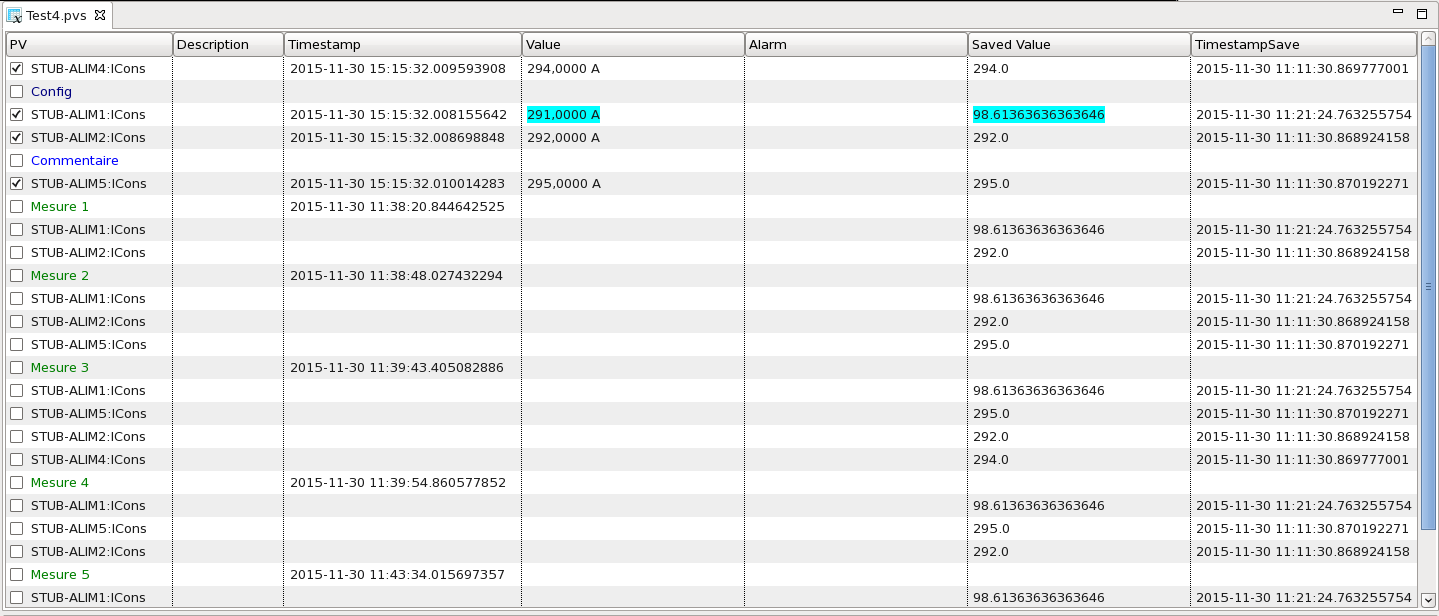 Test4.pvs
PV Description Timestamp Value Alarm Saved Value TimestampSave
STUB-ALIM4:ICons 2015-11-30 15:15:32.009593908 294,0000 A 294.0 2015-11-30 11:11:30.869777001
Config
STUB-ALIM1:ICons 2015-11-30 15:15:32.008155642 291,0000 A 98.61363636363646 2015-11-30 11:21:24.763255754
STUB-ALIM2:ICons 2015-11-30 15:15:32.008698848 292,0000 A 292.0 2015-11-30 11:11:30.868924158
Commentaire
STUB-ALIM5:ICons 2015-11-30 15:15:32.010014283 295,0000 A 295.0 2015-11-30 11:11:30.870192271
Mesure 1 2015-11-30 11:38:20.844642525
STUB-ALIM1:ICons 98.61363636363646 2015-11-30 11:21:24.763255754
STUB-ALIM2:ICons 292.0 2015-11-30 11:11:30.868924158
Mesure 2 2015-11-30 11:38:48.027432294
STUB-ALIM1:ICons 98.61363636363646 2015-11-30 11:21:24.763255754
STUB-ALIM2:ICons 292.0 2015-11-30 11:11:30.868924158
STUB-ALIM5:ICons 295.0 2015-11-30 11:11:30.870192271
Mesure 3 2015-11-30 11:39:43.405082886
STUB-ALIM1:ICons 98.61363636363646 2015-11-30 11:21:24.763255754
STUB-ALIM5:ICons 295.0 2015-11-30 11:11:30.870192271
STUB-ALIM2:ICons 292.0 2015-11-30 11:11:30.868924158
STUB-ALIM4:ICons 294.0 2015-11-30 11:11:30.869777001
Mesure 4 2015-11-30 11:39:54.860577852
STUB-ALIM1:ICons 98.61363636363646 2015-11-30 11:21:24.763255754
STUB-ALIM5:ICons 295.0 2015-11-30 11:11:30.870192271
STUB-ALIM2:ICons 292.0 2015-11-30 11:11:30.868924158
Mesure 5 2015-11-30 11:43:34.015697357
STUB-ALIM1:ICons 98.61363636363646 2015-11-30 11:21:24.763255754